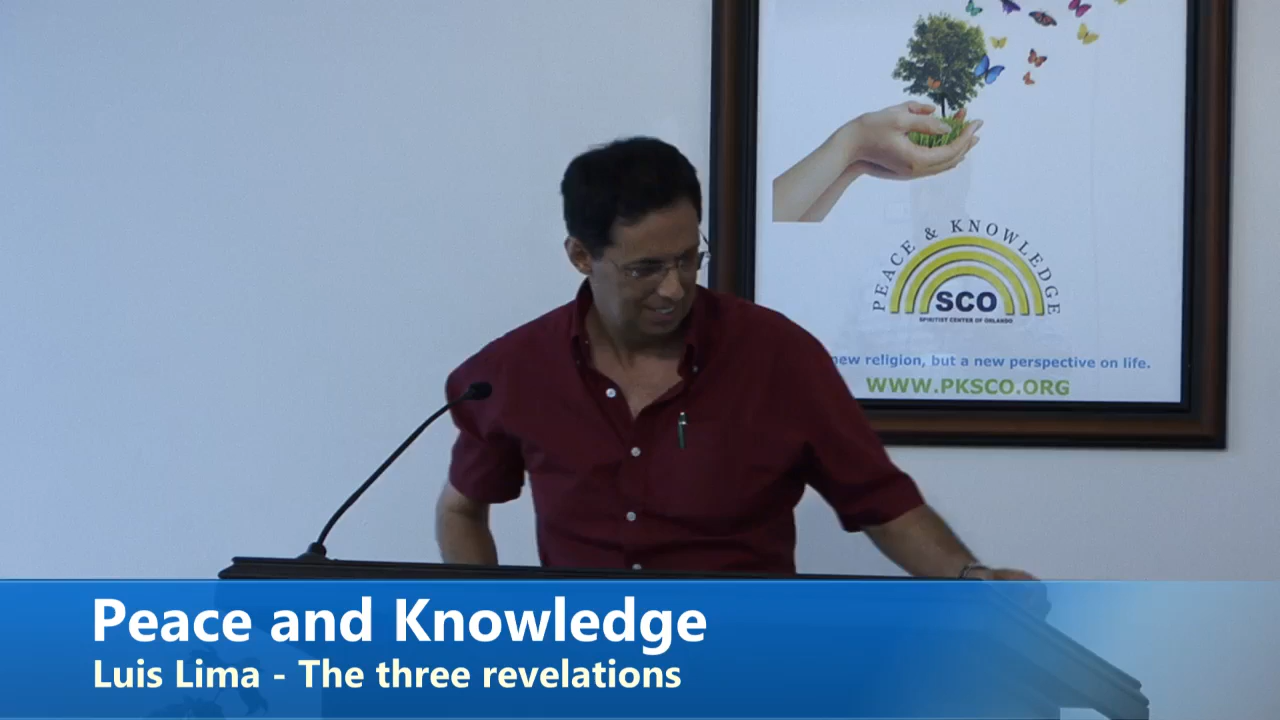 PEACE & KNOWLEDGE
SCO
SPIRITIST CENTER OF ORLANDO
new religion, but a new perspective on life.
WWW.PKSCO.ORG
Peace and Knowledge
Luis Lima - The three revelations